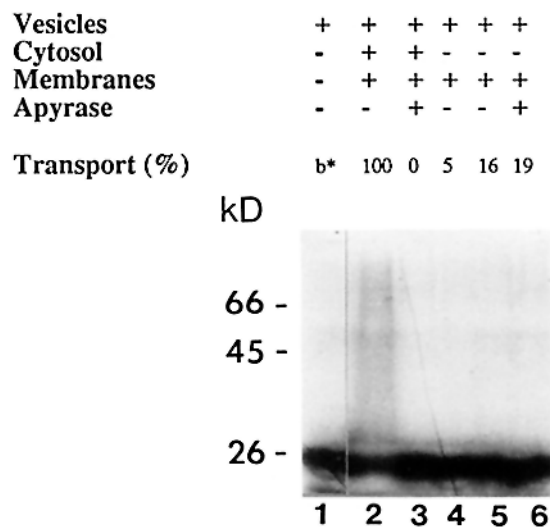 Vesicles + + + + + +
Cytosol - + + - - -
Membranes - + + + + +
Apyrase - - + - - +
Transport (%) b* 100 0 5 16 19
kD
66 -
45 -
26 -
1 2 3 4 5 6